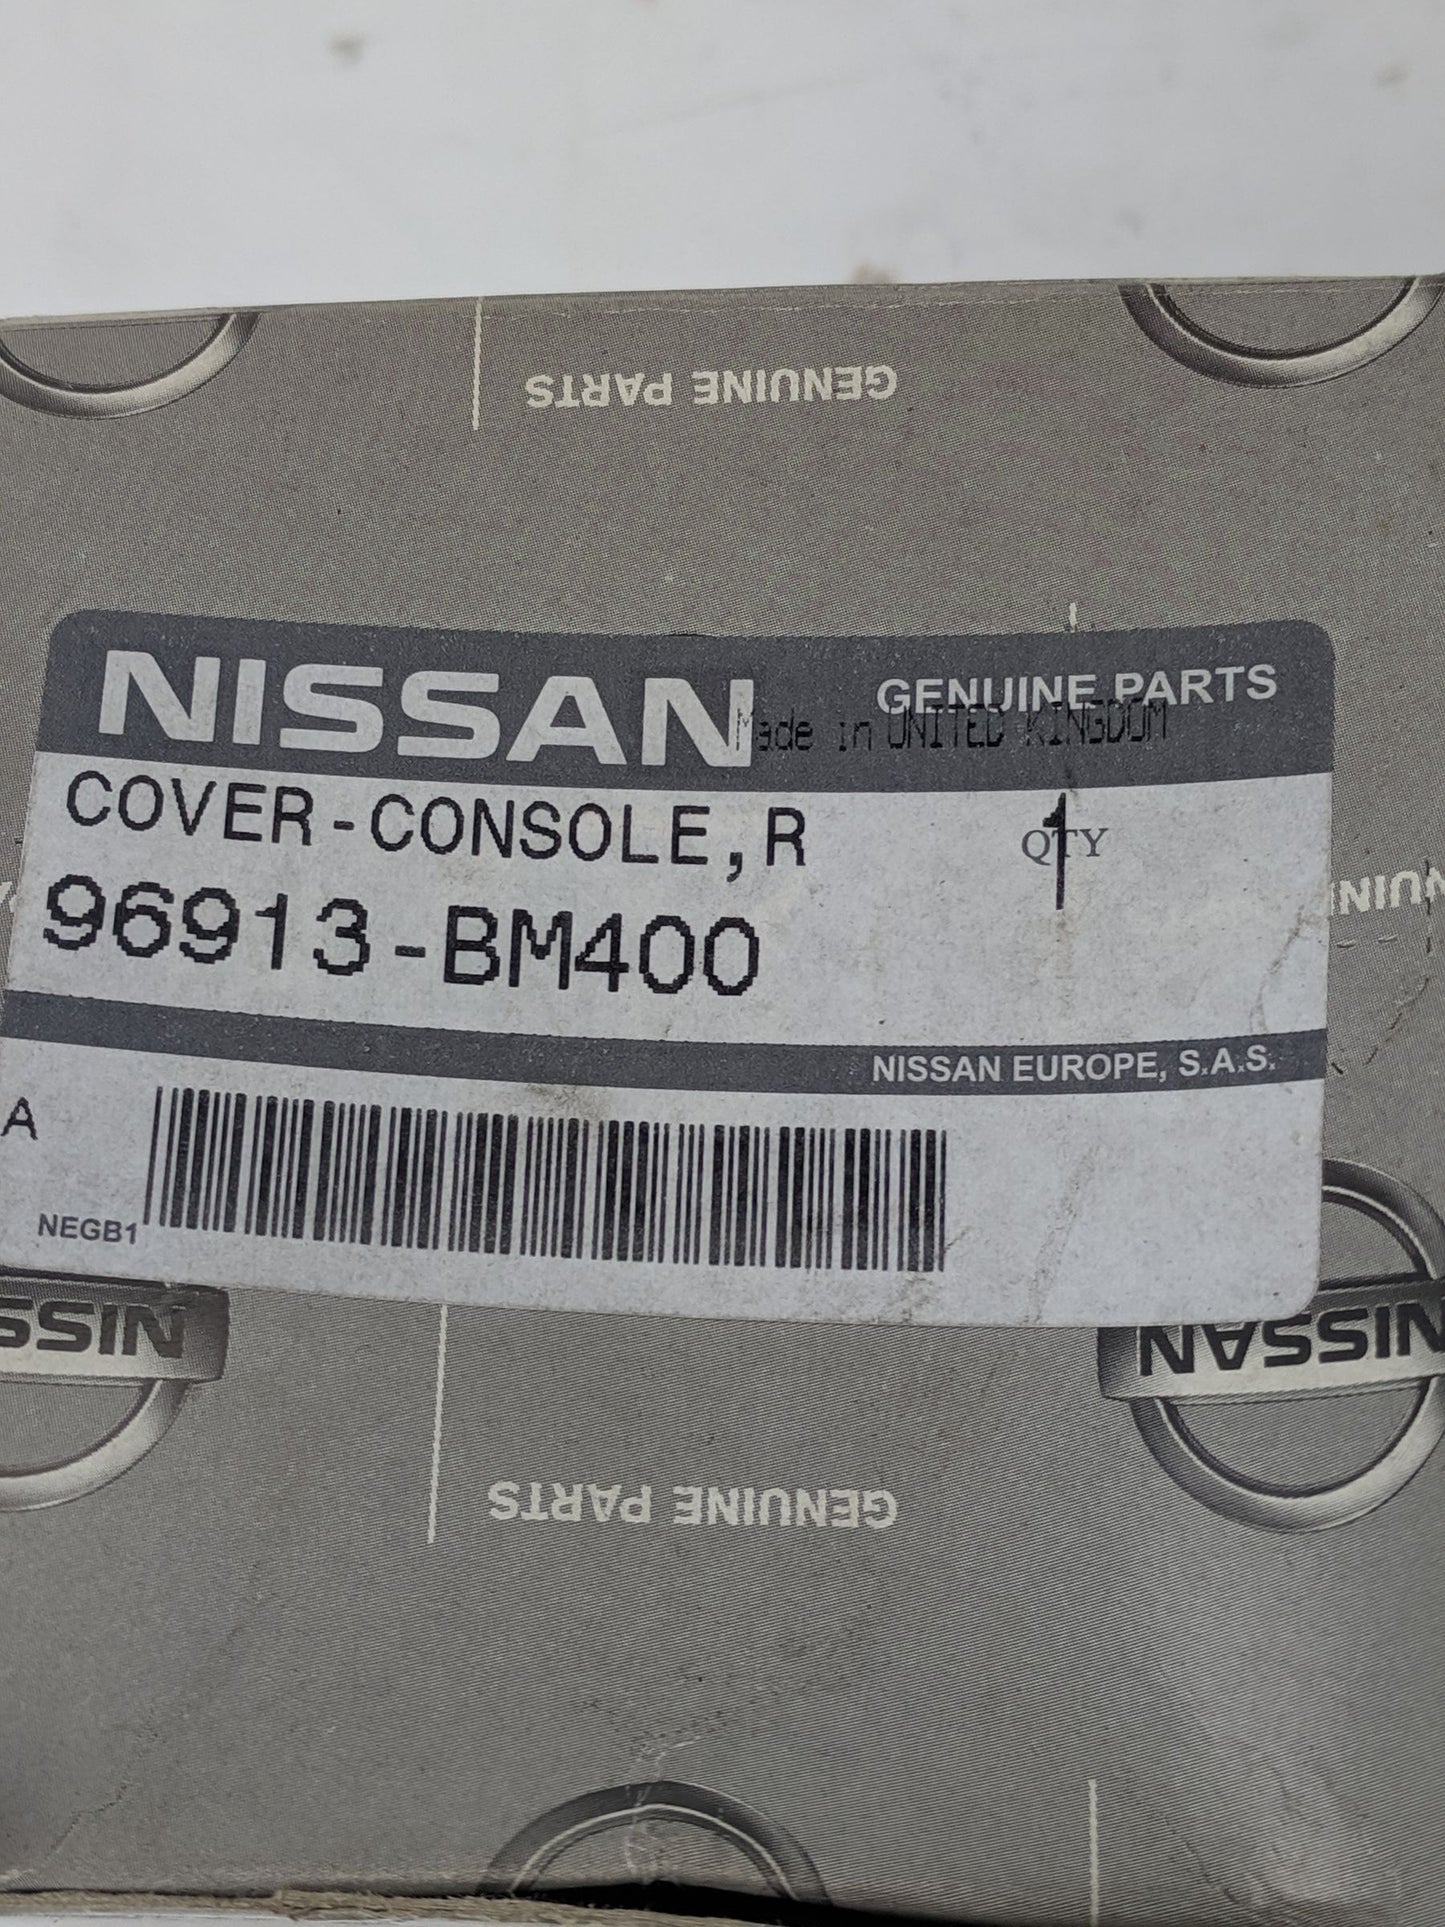 GENUINE PARTS
NISSAN GENUINE PARTS
Made in UNITED KINGDOM
COVER-CONSOLE,R QTY 1
96913-BM400
NISSAN EUROPE, S.A.S.
A
NEGB1
NISSAN
GENUINE PARTS